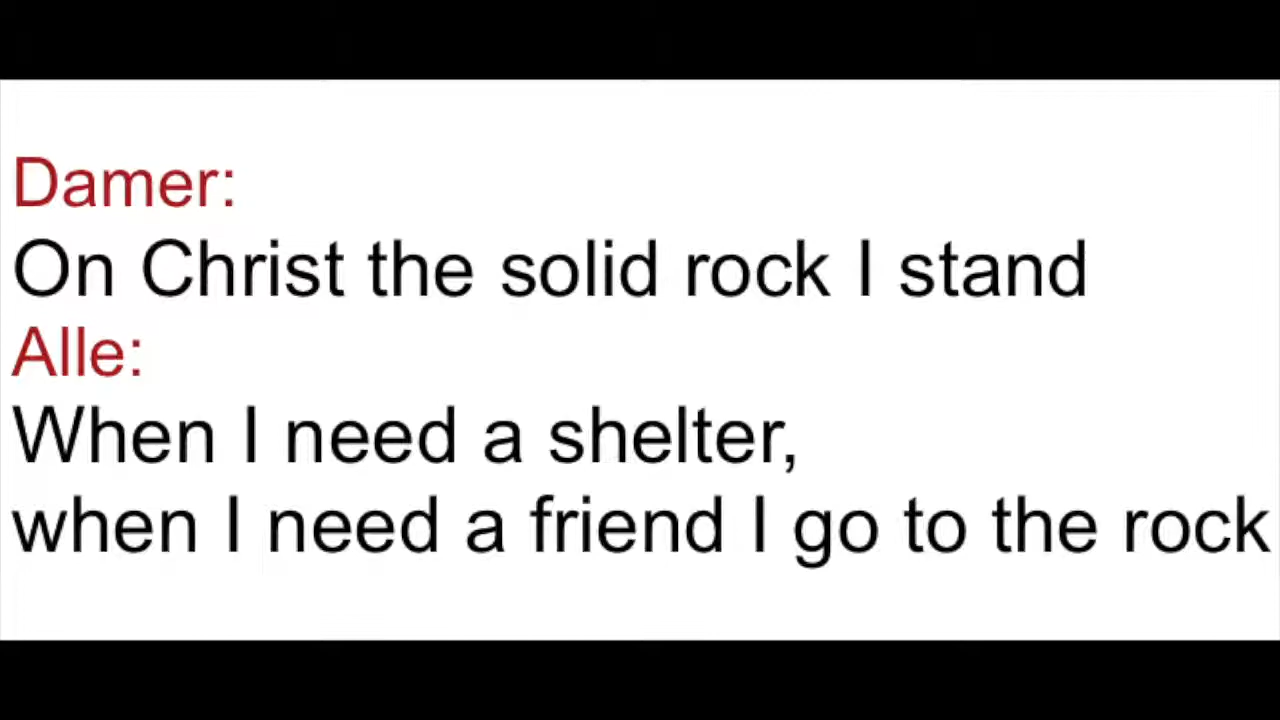 Damer:
On Christ the solid rock I stand
Alle:
When I need a shelter,
when I need a friend I go to the rock